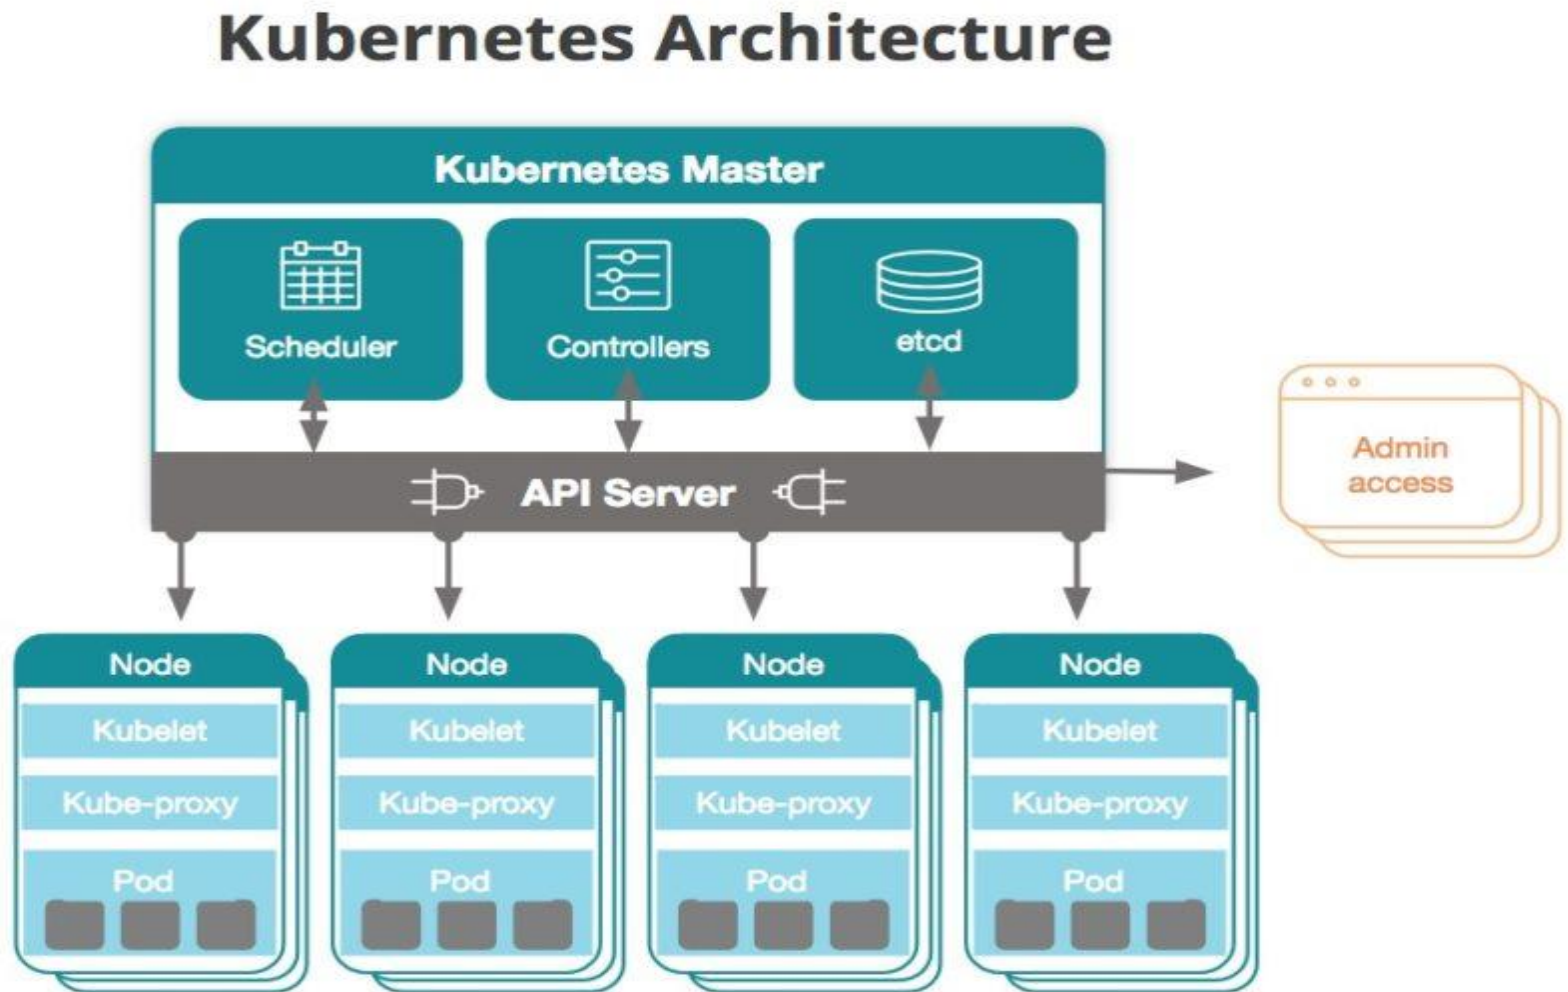 Kubernetes Architecture
Kubernetes Master
Scheduler
Controllers
etcd
API Server
Admin
access
Node
Kubelet
Kube-proxy
Pod
Node
Kubelet
Kube-proxy
Pod
Node
Kubelet
Kube-proxy
Pod
Node
Kubelet
Kube-proxy
Pod